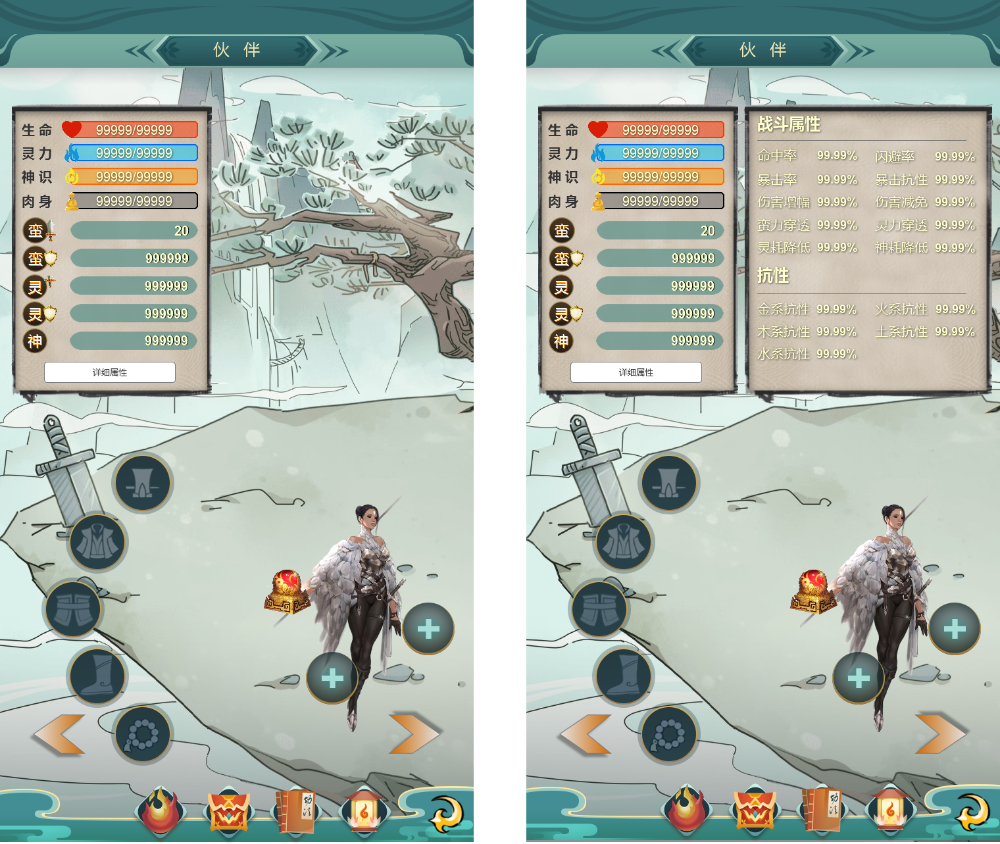 伙 伴
生命 99999/99999
灵力 99999/99999
神识 99999/99999
肉身 99999/99999
蛮 20
蛮 999999
灵 999999
灵 999999
神 999999
详细属性
功法
伙 伴
生命 99999/99999
灵力 99999/99999
神识 99999/99999
肉身 99999/99999
蛮 20
蛮 999999
灵 999999
灵 999999
神 999999
详细属性
战斗属性
命中率 99.99% 闪避率 99.99%
暴击率 99.99% 暴击抗性 99.99%
伤害增幅 99.99% 伤害减免 99.99%
蛮力穿透 99.99% 灵力穿透 99.99%
灵耗降低 99.99% 神耗降低 99.99%
抗性
金系抗性 99.99% 火系抗性 99.99%
木系抗性 99.99% 土系抗性 99.99%
水系抗性 99.99%
功法